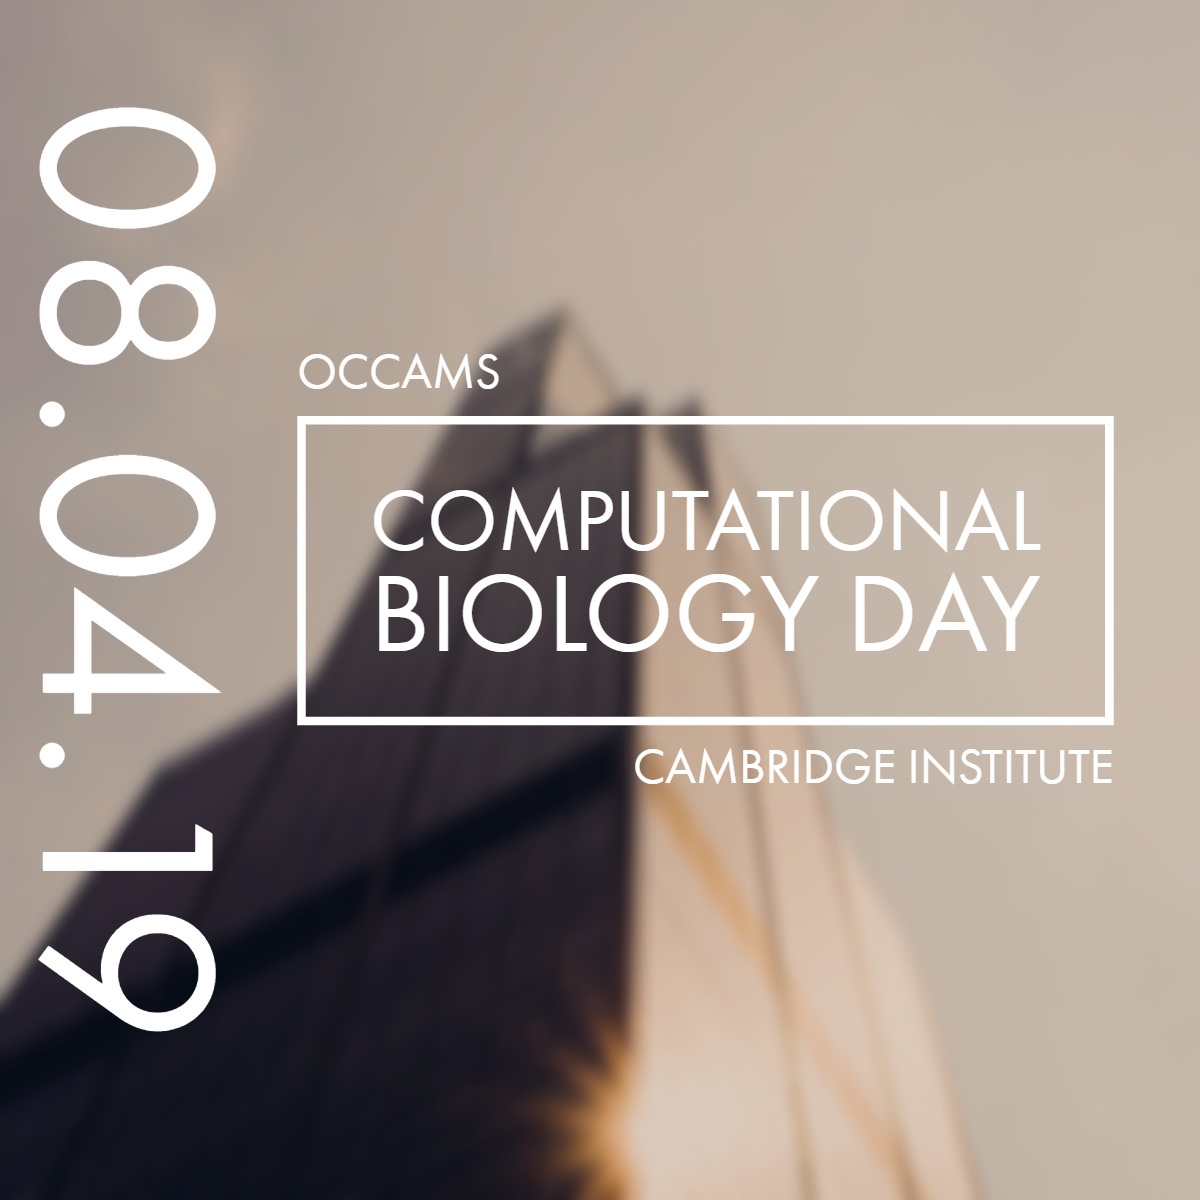 08.04.19
OCCAMS
COMPUTATIONAL
BIOLOGY DAY
CAMBRIDGE INSTITUTE